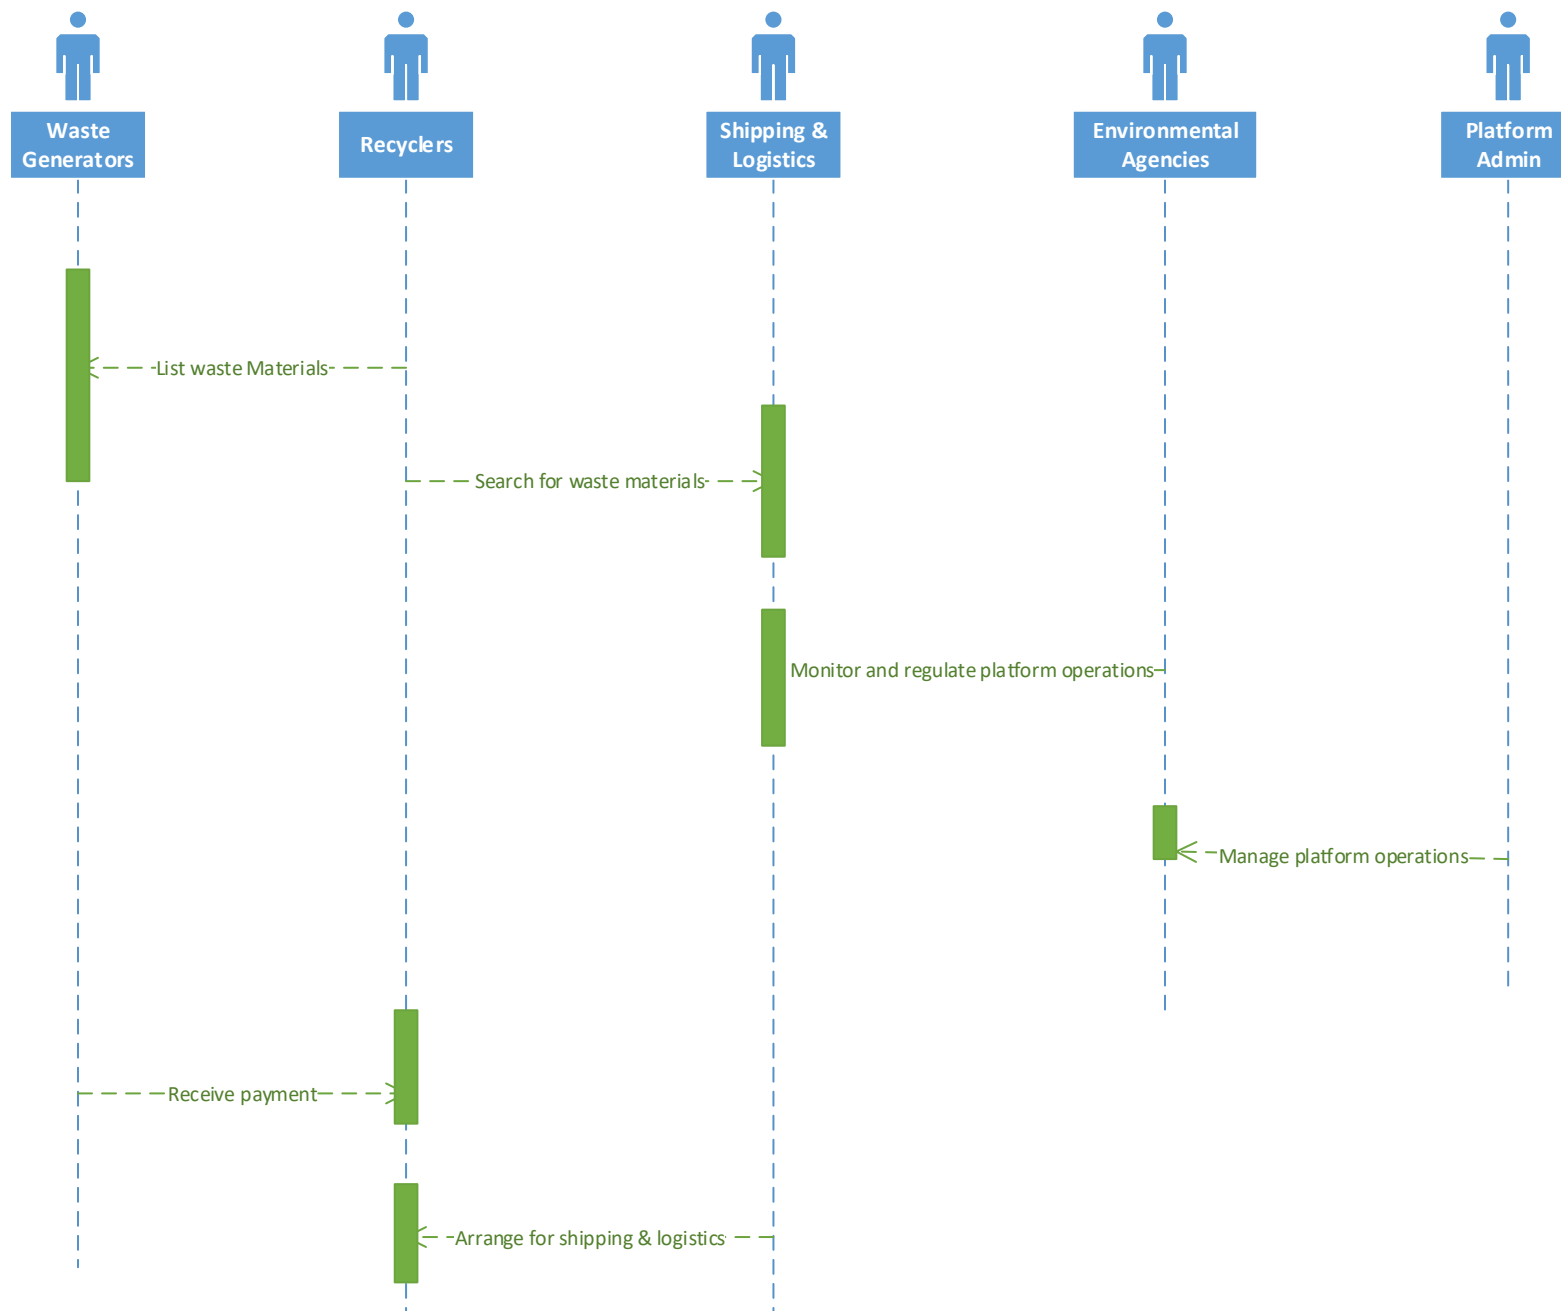 Waste
Generators
Recyclers
Shipping &
Logistics
Environmental
Agencies
Platform
Admin
List waste Materials
Search for waste materials
Monitor and regulate platform operations
Manage platform operations
Receive payment
Arrange for shipping & logistics